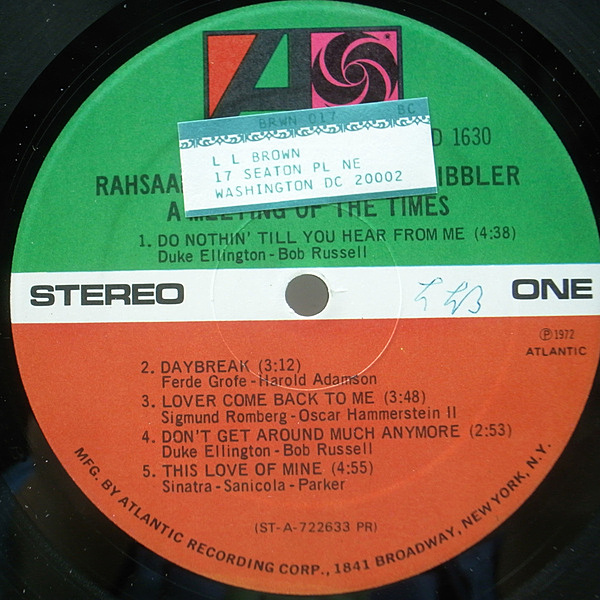 BRWN 017 BC
L L BROWN
17 SEATON PL NE
WASHINGTON DC 20002
D 1630
RAHSAA IBBLER
A MEETING OF THE TIMES
1. DO NOTHIN' TILL YOU HEAR FROM ME (4:38)
Duke Ellington - Bob Russell
STEREO
LLB
ONE
Ⓟ 1972
ATLANTIC
2. DAYBREAK (3:12)
Ferde Grofe - Harold Adamson
3. LOVER COME BACK TO ME (3:48)
Sigmund Romberg - Oscar Hammerstein II
4. DON'T GET AROUND MUCH ANYMORE (2:53)
Duke Ellington - Bob Russell
5. THIS LOVE OF MINE (4:55)
Sinatra - Sanicola - Parker
(ST-A-722633 PR)
MFG. BY ATLANTIC RECORDING CORP., 1841 BROADWAY, NEW YORK, N.Y.